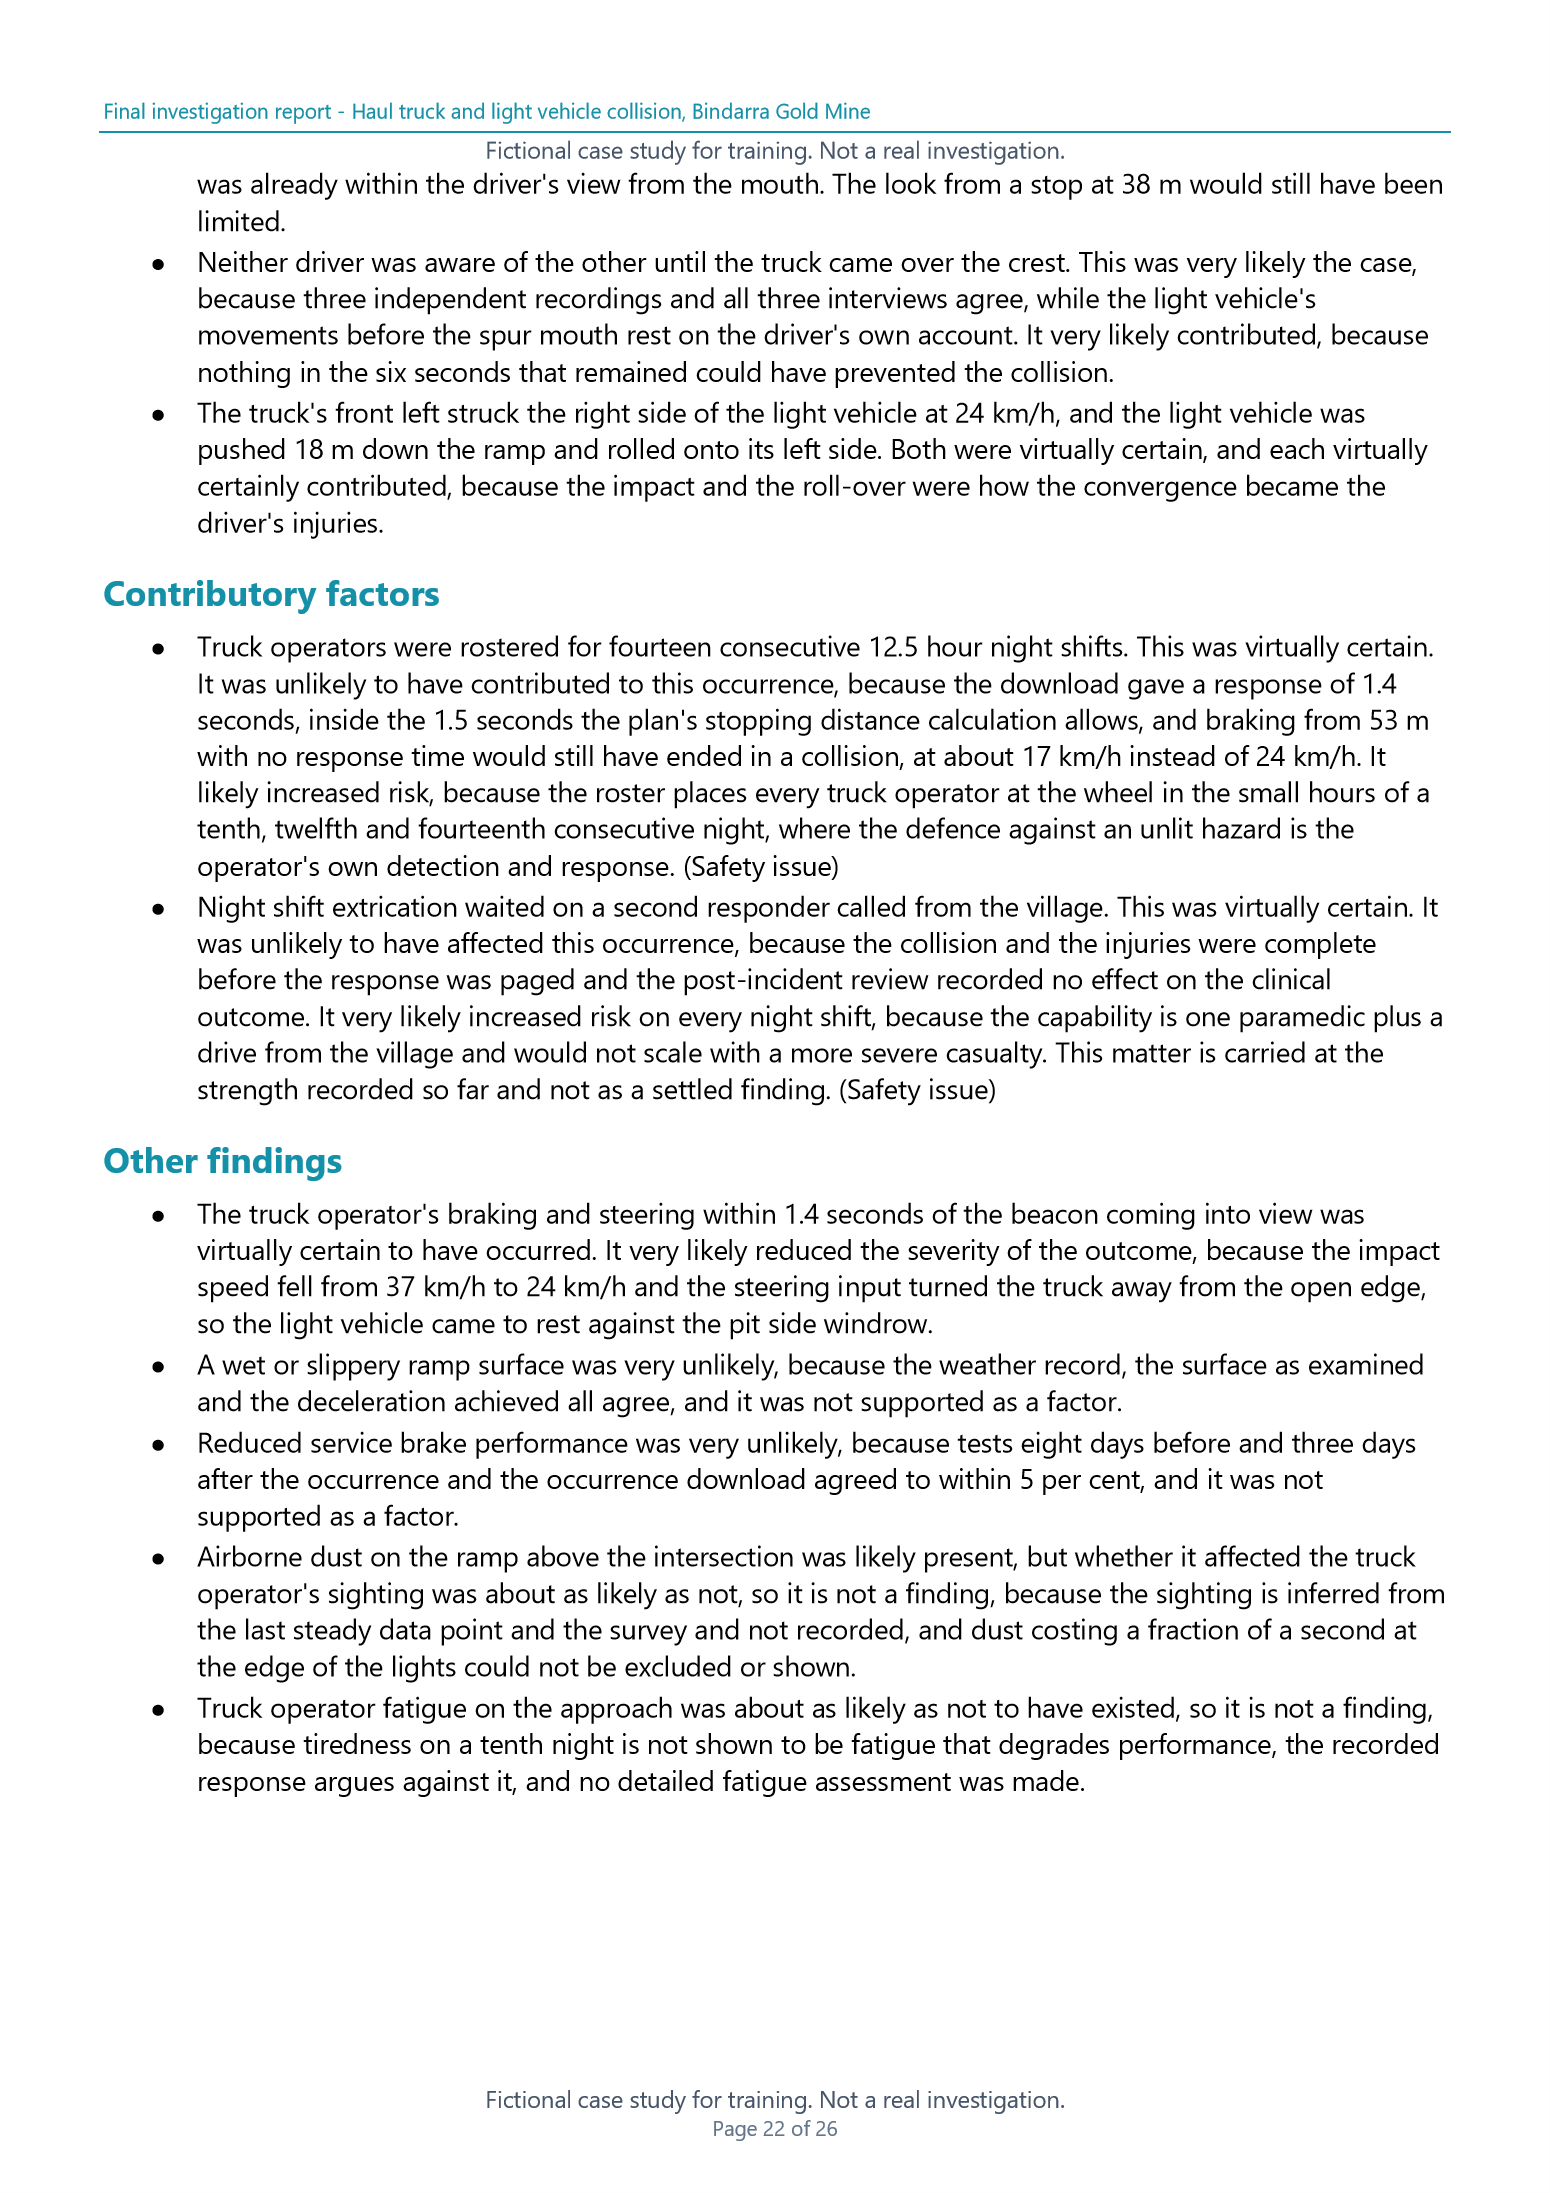 Final investigation report - Haul truck and light vehicle collision, Bindarra Gold Mine
Fictional case study for training. Not a real investigation.
was already within the driver's view from the mouth. The look from a stop at 38 m would still have been
limited.
● Neither driver was aware of the other until the truck came over the crest. This was very likely the case,
because three independent recordings and all three interviews agree, while the light vehicle's
movements before the spur mouth rest on the driver's own account. It very likely contributed, because
nothing in the six seconds that remained could have prevented the collision.
● The truck's front left struck the right side of the light vehicle at 24 km/h, and the light vehicle was
pushed 18 m down the ramp and rolled onto its left side. Both were virtually certain, and each virtually
certainly contributed, because the impact and the roll-over were how the convergence became the
driver's injuries.
Contributory factors
● Truck operators were rostered for fourteen consecutive 12.5 hour night shifts. This was virtually certain.
It was unlikely to have contributed to this occurrence, because the download gave a response of 1.4
seconds, inside the 1.5 seconds the plan's stopping distance calculation allows, and braking from 53 m
with no response time would still have ended in a collision, at about 17 km/h instead of 24 km/h. It
likely increased risk, because the roster places every truck operator at the wheel in the small hours of a
tenth, twelfth and fourteenth consecutive night, where the defence against an unlit hazard is the
operator's own detection and response. (Safety issue)
● Night shift extrication waited on a second responder called from the village. This was virtually certain. It
was unlikely to have affected this occurrence, because the collision and the injuries were complete
before the response was paged and the post-incident review recorded no effect on the clinical
outcome. It very likely increased risk on every night shift, because the capability is one paramedic plus a
drive from the village and would not scale with a more severe casualty. This matter is carried at the
strength recorded so far and not as a settled finding. (Safety issue)
Other findings
● The truck operator's braking and steering within 1.4 seconds of the beacon coming into view was
virtually certain to have occurred. It very likely reduced the severity of the outcome, because the impact
speed fell from 37 km/h to 24 km/h and the steering input turned the truck away from the open edge,
so the light vehicle came to rest against the pit side windrow.
● A wet or slippery ramp surface was very unlikely, because the weather record, the surface as examined
and the deceleration achieved all agree, and it was not supported as a factor.
● Reduced service brake performance was very unlikely, because tests eight days before and three days
after the occurrence and the occurrence download agreed to within 5 per cent, and it was not
supported as a factor.
● Airborne dust on the ramp above the intersection was likely present, but whether it affected the truck
operator's sighting was about as likely as not, so it is not a finding, because the sighting is inferred from
the last steady data point and the survey and not recorded, and dust costing a fraction of a second at
the edge of the lights could not be excluded or shown.
● Truck operator fatigue on the approach was about as likely as not to have existed, so it is not a finding,
because tiredness on a tenth night is not shown to be fatigue that degrades performance, the recorded
response argues against it, and no detailed fatigue assessment was made.
Fictional case study for training. Not a real investigation.
Page 22 of 26